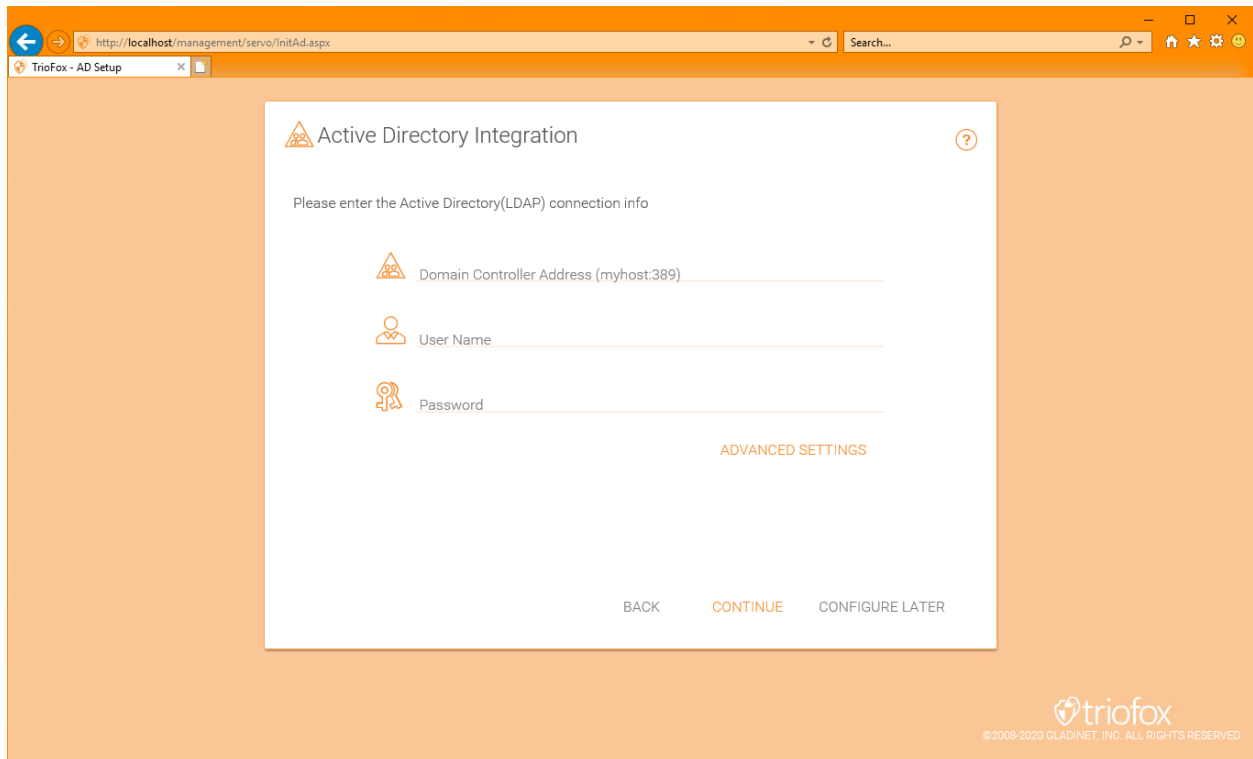 http://localhost/management/servo/InitAd.aspx
Search...
TrioFox - AD Setup
Active Directory Integration
?
Please enter the Active Directory(LDAP) connection info
Domain Controller Address (myhost:389)
User Name
Password
ADVANCED SETTINGS
BACK CONTINUE CONFIGURE LATER
triofox
©2008-2020 GLADINET, INC. ALL RIGHTS RESERVED.